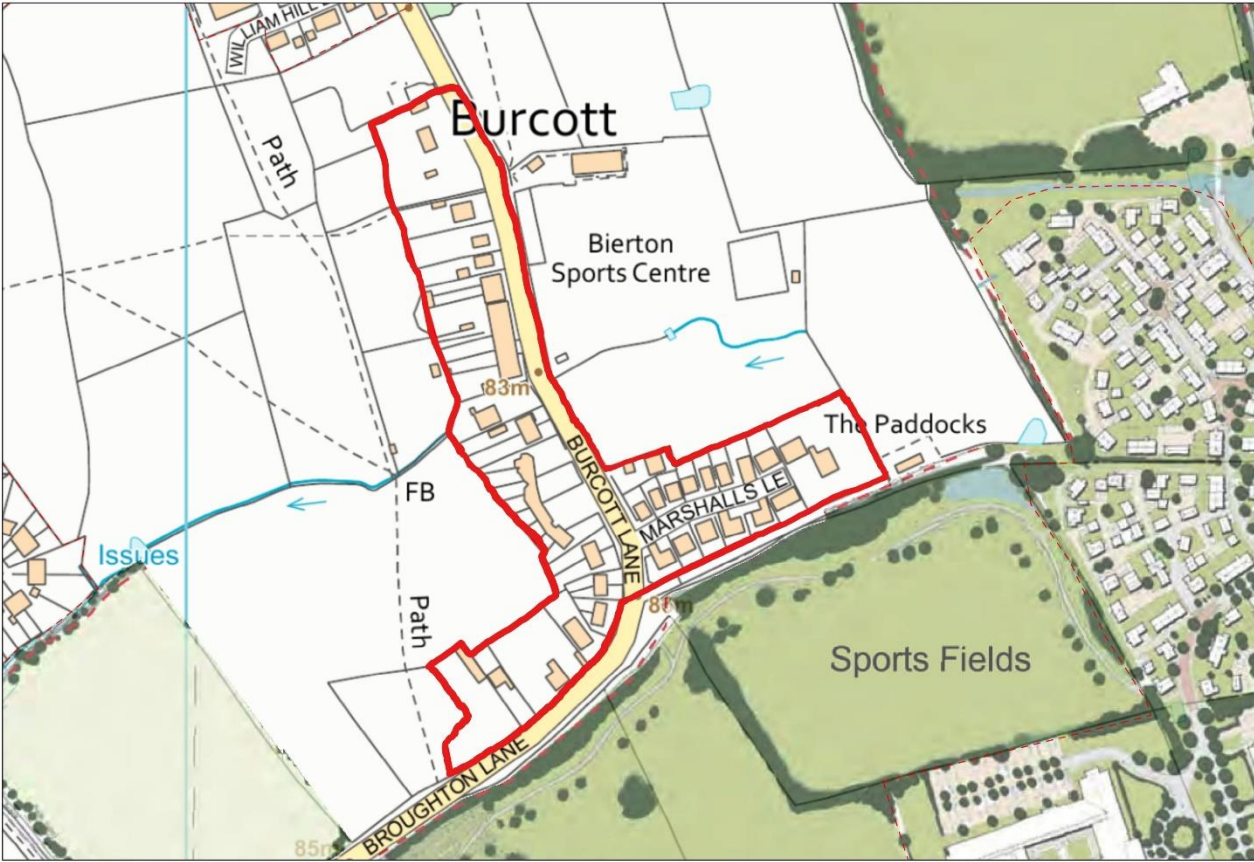 WILLIAM HILL
Burcott
Path
Bierton
Sports Centre
83m
The Paddocks
BURCOTT LANE
MARSHALLS LE
FB
Issues
Path
Sports Fields
BROUGHTON LANE
85m